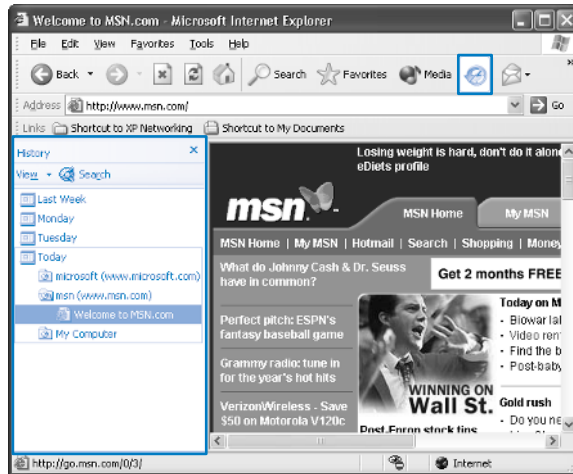 Welcome to MSN.com - Microsoft Internet Explorer
File Edit View Favorites Tools Help
Back Search Favorites Media
Address http://www.msn.com/ Go
Links Shortcut to XP Networking Shortcut to My Documents
History
View Search
Last Week
Monday
Tuesday
Today
microsoft (www.microsoft.com)
msn (www.msn.com)
Welcome to MSN.com
My Computer
Losing weight is hard, don't do it alone
eDiets profile
msn
MSN Home My MSN
MSN Home | My MSN | Hotmail | Search | Shopping | Money
What do Johnny Cash & Dr. Seuss
have in common?
Get 2 months FREE
Perfect pitch: ESPN's
fantasy baseball game
Grammy radio: tune in
for the year's hot hits
VerizonWireless - Save
$50 on Motorola V120c
WINNING ON
Wall St.
Post-Enron stock tips
Today on M
- Blowar lal
- Video ren
- Find the b
- Post-baby
Gold rush
- Do you ne
http://go.msn.com/0/3/ Internet